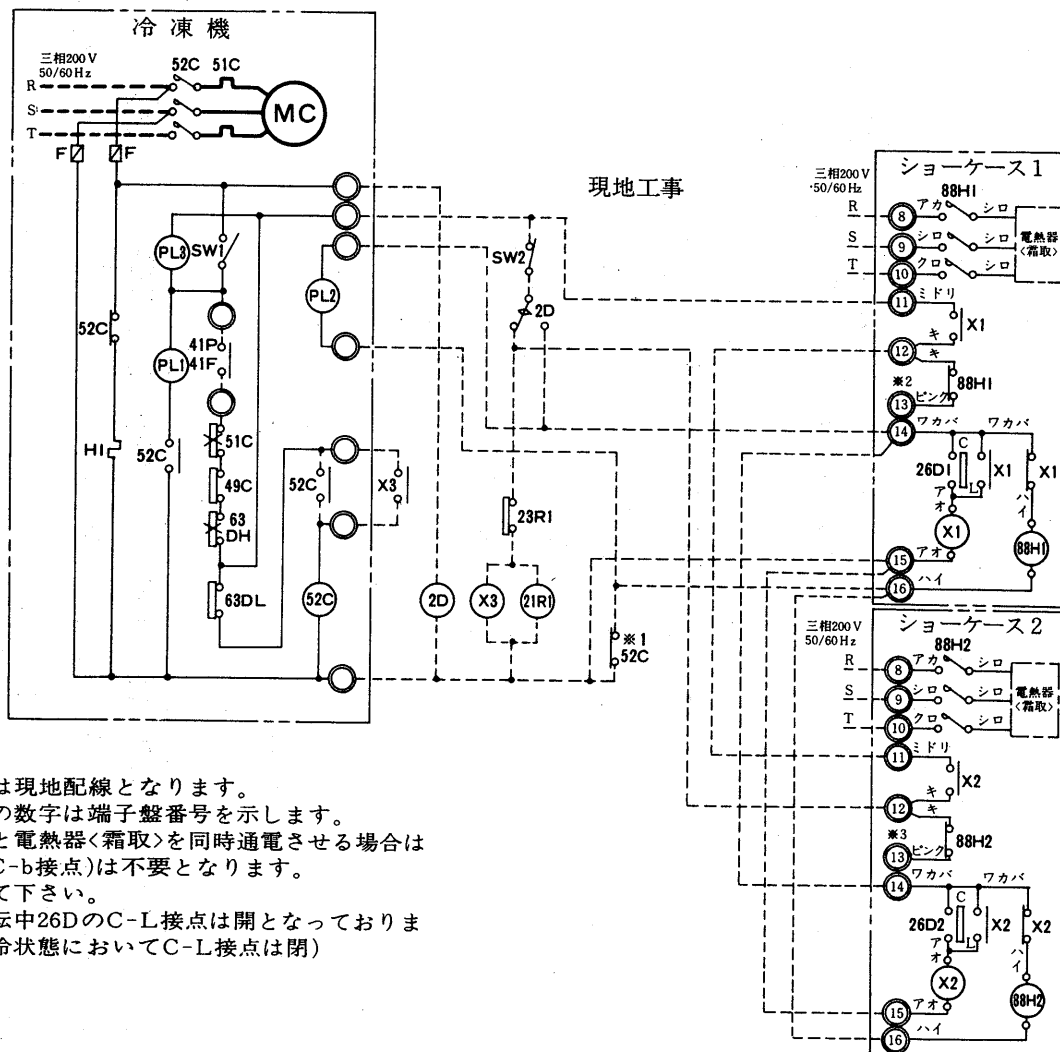 冷凍機
三相200V
50/60Hz
52C 51C
R
S
T
MC
F F
PL3
SW1
PL2
52C
PL1
41P
41F
51C
HI
52C
49C
63
DH
52C
X3
63DL
52C
現地工事
SW2
2D
23R1
2D
X3
21R1
※1
52C
ショーケース1
三相200V
50/60Hz
88H1
R 8 アカ シロ
S 9 シロ シロ
T 10 クロ シロ
電熱器
〈霜取〉
11 ミドリ
X1
12 キ
キ
※2
13 ピンク
88H1
14 ワカバ ワカバ
C
26D1
L
X1
X1
アオ
ハイ
X1
88H1
15 アオ
16 ハイ
ショーケース2
三相200V
50/60Hz
88H2
R 8 アカ シロ
S 9 シロ シロ
T 10 クロ シロ
電熱器
〈霜取〉
11 ミドリ
X2
12 キ
キ
※3
13 ピンク
88H2
14 ワカバ ワカバ
C
26D2
L
X2
X2
アオ
ハイ
X2
88H2
15 アオ
16 ハイ
は現地配線となります。
の数字は端子盤番号を示します。
と電熱器〈霜取〉を同時通電させる場合は
C-b接点)は不要となります。
て下さい。
転中26DのC-L接点は開となっておりま
冷状態においてC-L接点は閉)